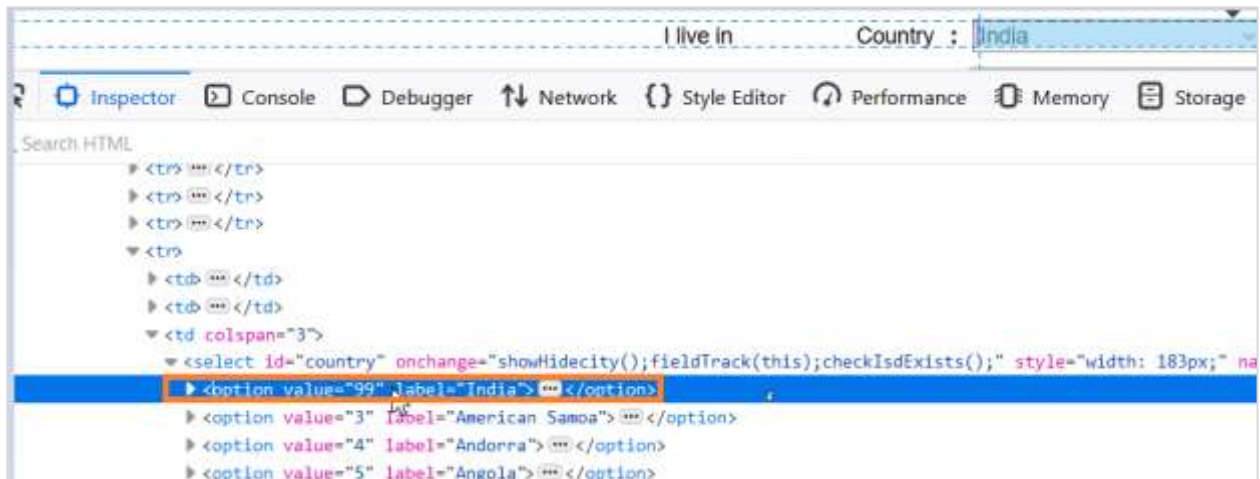 I live in Country : India
Inspector Console Debugger Network {} Style Editor Performance Memory Storage
Search HTML
<tr> ••• </tr>
<tr> ••• </tr>
<tr> ••• </tr>
<tr>
<td> ••• </td>
<td> ••• </td>
<td colspan="3">
<select id="country" onchange="showHidecity();fieldTrack(this);checkIsdExists();" style="width: 183px;" na
<option value="99" label="India"> ••• </option>
<option value="3" label="American Samoa"> ••• </option>
<option value="4" label="Andorra"> ••• </option>
<option value="5" label="Angola"> ••• </option>